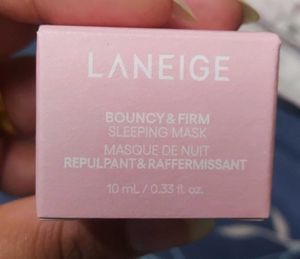 LANEIGE
BOUNCY & FIRM
SLEEPING MASK
MASQUE DE NUIT
REPULPANT & RAFFERMISSANT
10 mL / 0.33 fl. oz.